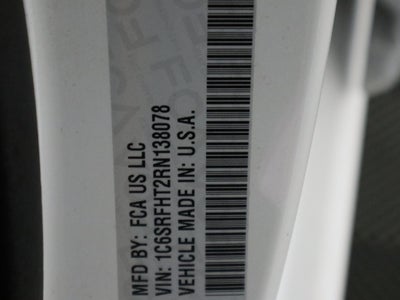 MFD BY: FCA US LLC
VIN: 1C6SRFHT2RN138078
VEHICLE MADE IN: U.S.A.